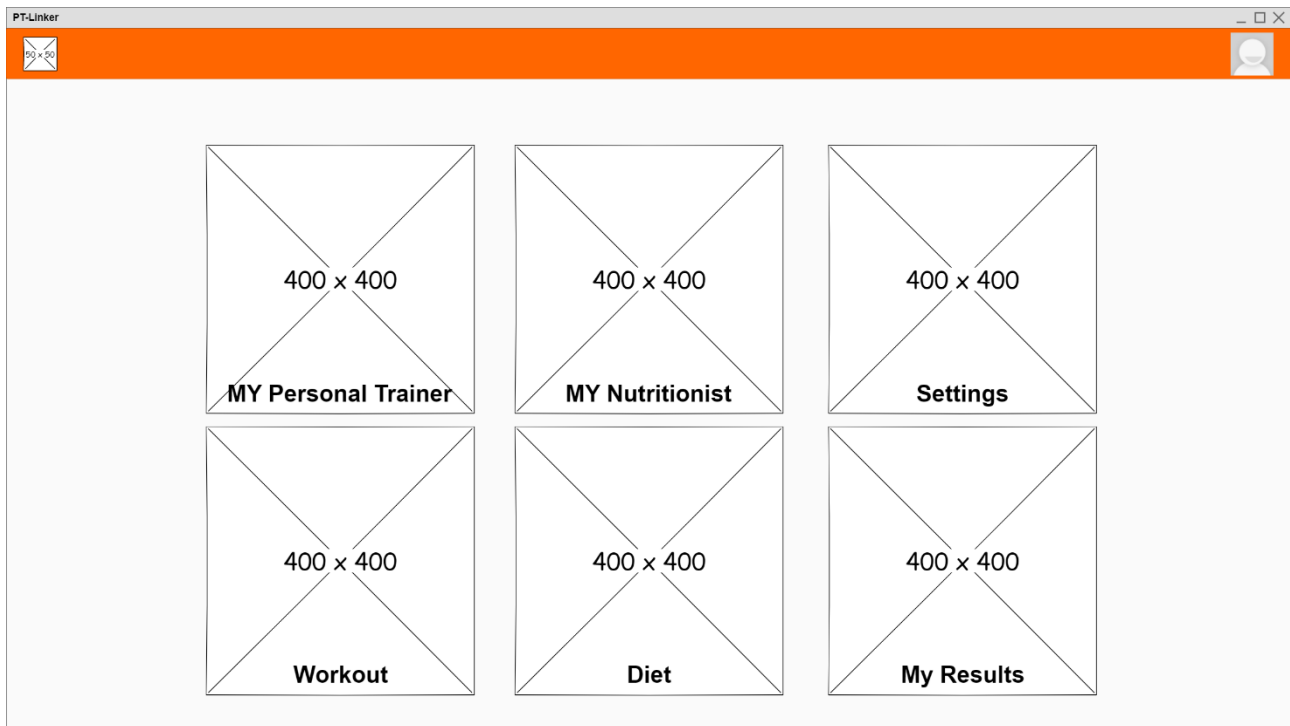 PT-Linker
50 x 50
400 x 400
400 x 400
400 x 400
MY Personal Trainer
MY Nutritionist
Settings
400 x 400
400 x 400
400 x 400
Workout
Diet
My Results